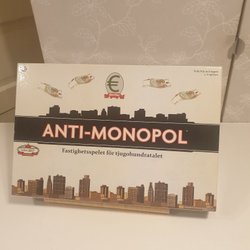 €
ANTI-MONOPOL
Fastighetsspelet för tjugohundratalet